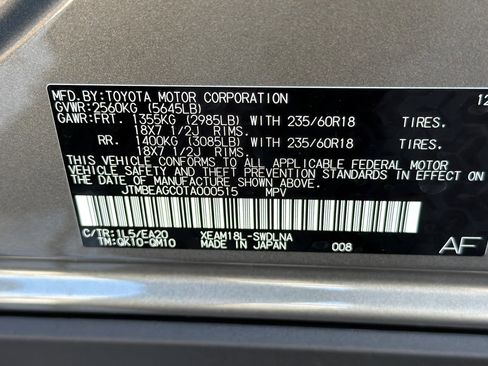 MFD.BY:TOYOTA MOTOR CORPORATION 12
GVWR:2560KG (5645LB)
GAWR:FRT. 1355KG (2985LB) WITH 235/60R18 TIRES.
18X7 1/2J RIMS.
RR. 1400KG (3085LB) WITH 235/60R18 TIRES.
18X7 1/2J RIMS.
THIS VEHICLE CONFORMS TO ALL APPLICABLE FEDERAL MOTOR
VEHICLE SAFETY AND THEFT PREVENTION STANDARDS IN EFFECT
ON THE DATE OF MANUFACTURE SHOWN ABOVE.
JTMBEAGC0TA000515 MPV
C/TR:1L5/EA20 XEAM18L-SWDLNA
TM:QK10-QM10 MADE IN JAPAN 008
AF